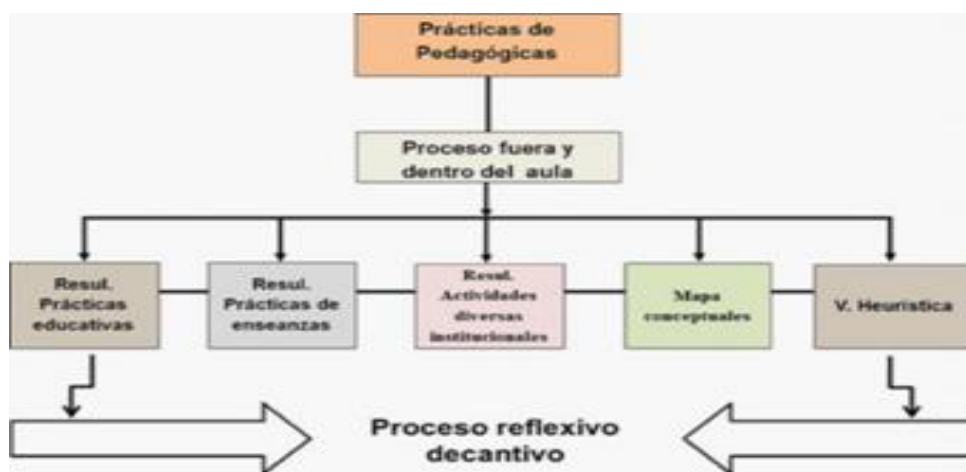 Prácticas de
Pedagógicas
Proceso fuera y
dentro del aula
Resul.
Prácticas
educativas
Resul.
Prácticas de
enseanzas
Resul.
Actividades
diversas
institucionales
Mapa
conceptuales
V. Heurística
Proceso reflexivo
decantivo